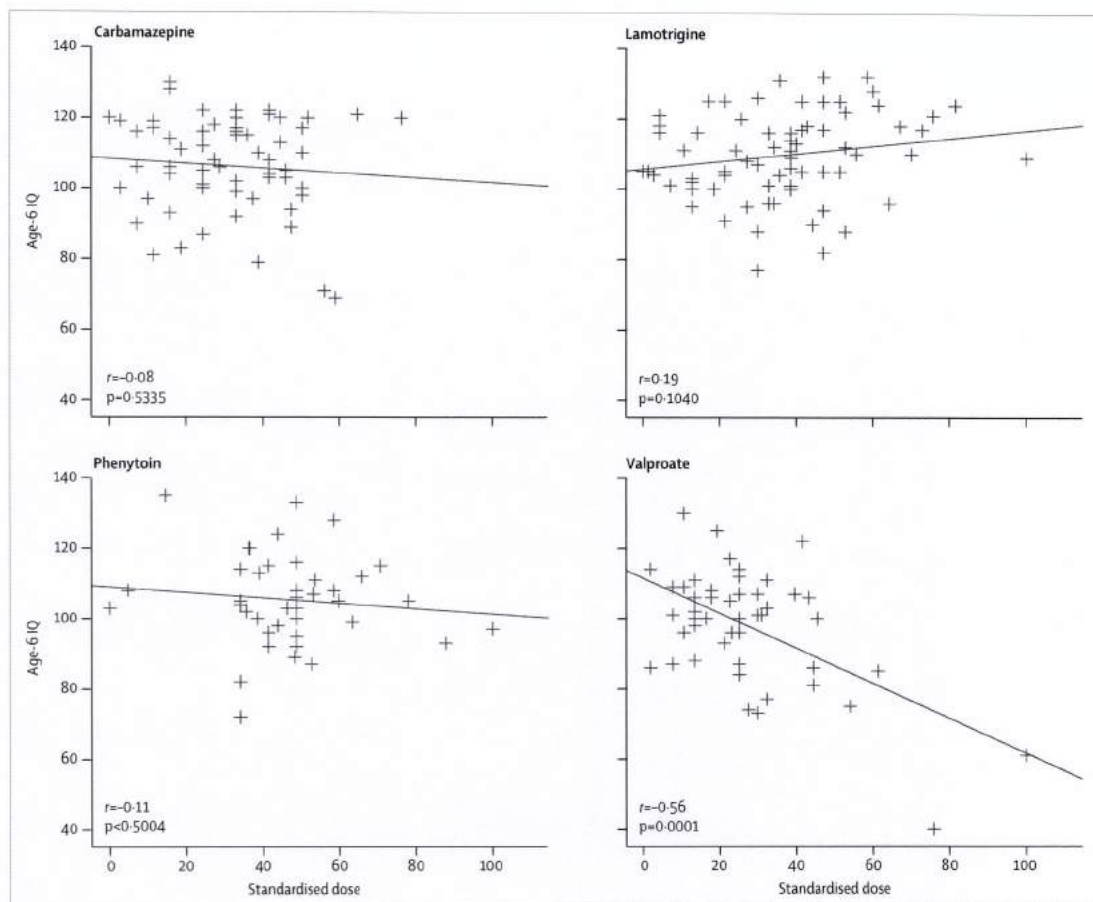 Carbamazepine
140
120
100
80
60
40
Age-6 IQ
r=–0·08
p=0·5335
Lamotrigine
r=0·19
p=0·1040
Phenytoin
140
120
100
80
60
40
Age-6 IQ
r=–0·11
p<0·5004
0 20 40 60 80 100
Standardised dose
Valproate
r=–0·56
p=0·0001
0 20 40 60 80 100
Standardised dose